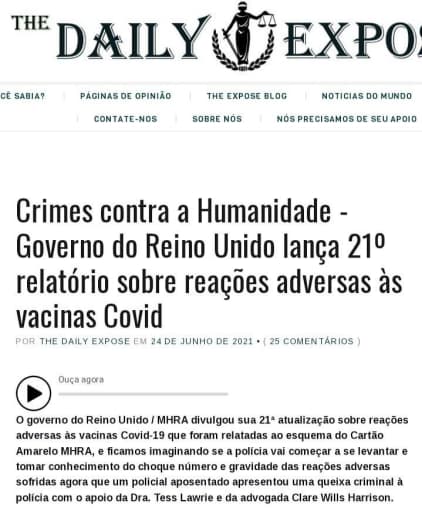 THE DAILY EXPOS
CÊ SABIA? PÁGINAS DE OPINIÃO THE EXPOSE BLOG NOTICIAS DO MUNDO
CONTATE-NOS SOBRE NÓS NÓS PRECISAMOS DE SEU APOIO
Crimes contra a Humanidade -
Governo do Reino Unido lança 21º
relatório sobre reações adversas às
vacinas Covid
POR THE DAILY EXPOSE EM 24 DE JUNHO DE 2021 • ( 25 COMENTÁRIOS )
Ouça agora
O governo do Reino Unido / MHRA divulgou sua 21ª atualização sobre reações
adversas às vacinas Covid-19 que foram relatadas ao esquema do Cartão
Amarelo MHRA, e ficamos imaginando se a polícia vai começar a se levantar e
tomar conhecimento do choque número e gravidade das reações adversas
sofridas agora que um policial aposentado apresentou uma queixa criminal à
polícia com o apoio da Dra. Tess Lawrie e da advogada Clare Wills Harrison.